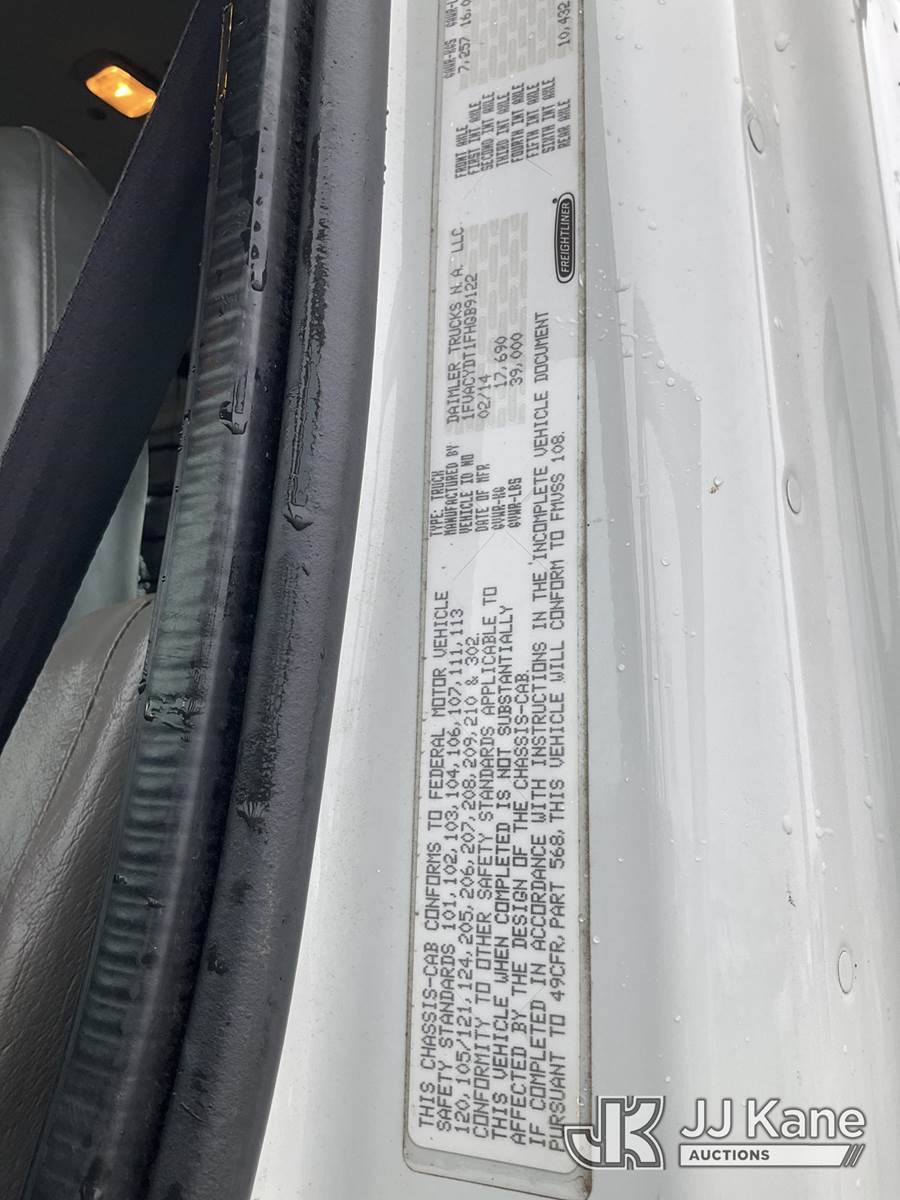 THIS CHASSIS-CAB CONFORMS TO FEDERAL MOTOR VEHICLE
SAFETY STANDARDS 101, 102, 103, 104, 106, 107, 111, 113
120, 105/121, 124, 205, 206, 207, 208, 209, 210 & 302.
CONFORMITY TO OTHER SAFETY STANDARDS APPLICABLE TO
THIS VEHICLE WHEN COMPLETED IS NOT SUBSTANTIALLY
AFFECTED BY THE DESIGN OF THE CHASSIS-CAB.
IF COMPLETED IN ACCORDANCE WITH INSTRUCTIONS IN THE 'INCOMPLETE VEHICLE DOCUMENT
PURSUANT TO 49CFR, PART 568, THIS VEHICLE WILL CONFORM TO FMVSS 108.
TYPE: TRUCK
MANUFACTURED BY DAIMLER TRUCKS N.A. LLC
VEHICLE ID NO 1FVACYDT1FHGB9122
DATE OF MFR 02/14
GVWR-KG 17,690
GVWR-LBS 39,000
FREIGHTLINER
GAWR-KGS
FRONT AXLE 7,257
FIRST INT AXLE
SECOND INT AXLE
THIRD INT AXLE
FOURTH INT AXLE
FIFTH INT AXLE
SIXTH INT AXLE
REAR AXLE 10,432
JK
JJ Kane
AUCTIONS